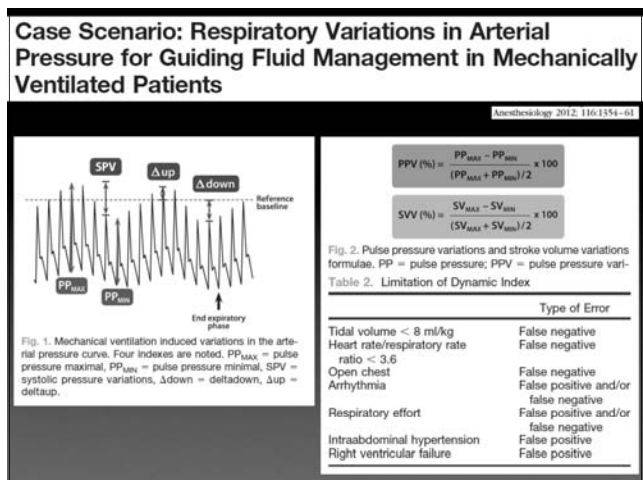 Case Scenario: Respiratory Variations in Arterial
Pressure for Guiding Fluid Management in Mechanically
Ventilated Patients
Anesthesiology 2012; 116:1354–61
SPV
Δup
Δdown
Reference
baseline
PPMAX
PPMIN
End expiratory
phase
Fig. 1. Mechanical ventilation induced variations in the arte-
rial pressure curve. Four indexes are noted. PPMAX = pulse
pressure maximal, PPMIN = pulse pressure minimal, SPV =
systolic pressure variations, Δdown = deltadown, Δup =
deltaup.
PPV (%) = PPMAX – PPMIN
(PPMAX + PPMIN)/2 x 100
SVV (%) = SVMAX – SVMIN
(SVMAX + SVMIN)/2 x 100
Fig. 2. Pulse pressure variations and stroke volume variations
formulae. PP = pulse pressure; PPV = pulse pressure vari-
Table 2. Limitation of Dynamic Index
Type of Error
Tidal volume < 8 ml/kg False negative
Heart rate/respiratory rate False negative
ratio < 3.6
Open chest False negative
Arrhythmia False positive and/or
false negative
Respiratory effort False positive and/or
false negative
Intraabdominal hypertension False positive
Right ventricular failure False positive